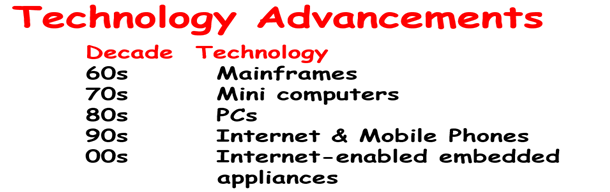 Technology Advancements
Decade Technology
60s Mainframes
70s Mini computers
80s PCs
90s Internet & Mobile Phones
00s Internet-enabled embedded
appliances